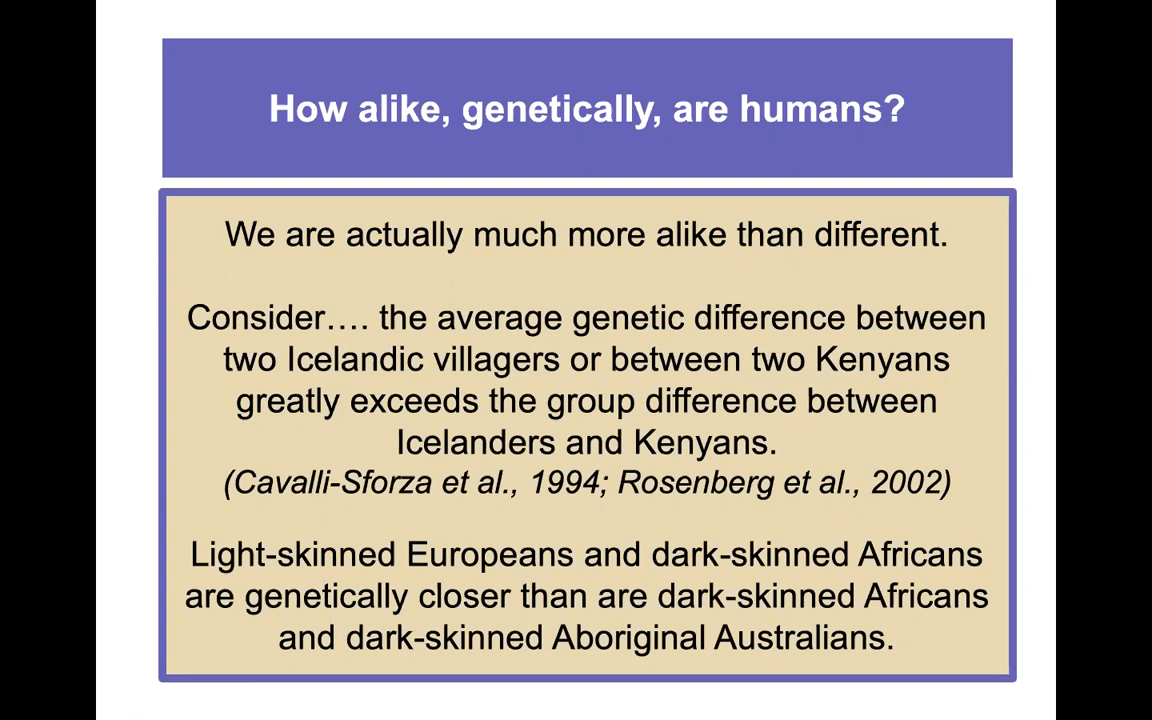 How alike, genetically, are humans?
We are actually much more alike than different.
Consider…. the average genetic difference between
two Icelandic villagers or between two Kenyans
greatly exceeds the group difference between
Icelanders and Kenyans.
(Cavalli-Sforza et al., 1994; Rosenberg et al., 2002)
Light-skinned Europeans and dark-skinned Africans
are genetically closer than are dark-skinned Africans
and dark-skinned Aboriginal Australians.